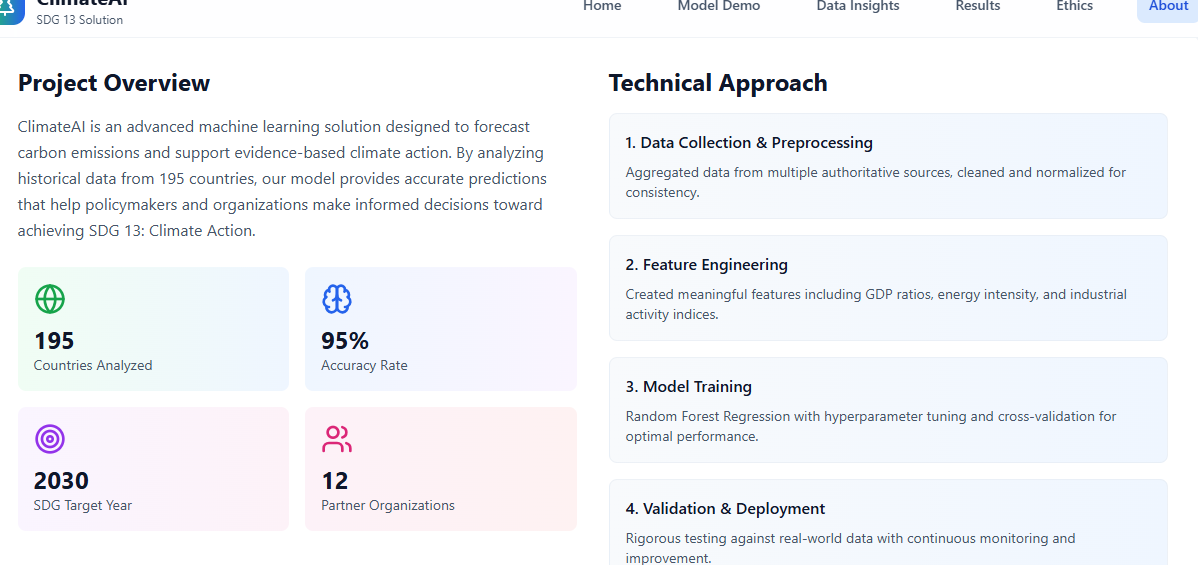 ClimateAI
SDG 13 Solution
Home
Model Demo
Data Insights
Results
Ethics
About
Project Overview
ClimateAI is an advanced machine learning solution designed to forecast
carbon emissions and support evidence-based climate action. By analyzing
historical data from 195 countries, our model provides accurate predictions
that help policymakers and organizations make informed decisions toward
achieving SDG 13: Climate Action.
195
Countries Analyzed
95%
Accuracy Rate
2030
SDG Target Year
12
Partner Organizations
Technical Approach
1. Data Collection & Preprocessing
Aggregated data from multiple authoritative sources, cleaned and normalized for
consistency.
2. Feature Engineering
Created meaningful features including GDP ratios, energy intensity, and industrial
activity indices.
3. Model Training
Random Forest Regression with hyperparameter tuning and cross-validation for
optimal performance.
4. Validation & Deployment
Rigorous testing against real-world data with continuous monitoring and
improvement.